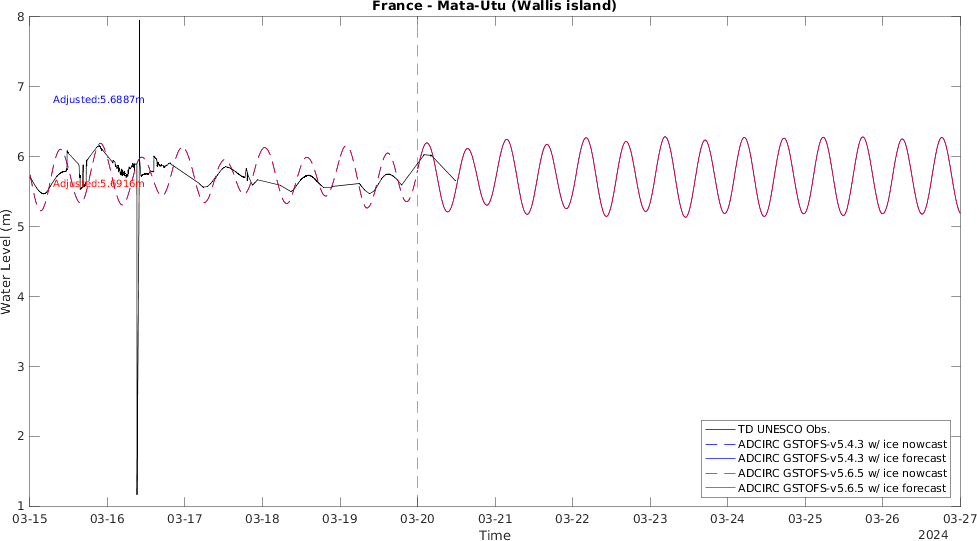 France - Mata-Utu (Wallis island)
8
7
6
5
4
3
2
1
Water Level (m)
Adjusted:5.6887m
Adjusted:5.6916m
TD UNESCO Obs.
ADCIRC GSTOFS-v5.4.3 w/ ice nowcast
ADCIRC GSTOFS-v5.4.3 w/ ice forecast
ADCIRC GSTOFS-v5.6.5 w/ ice nowcast
ADCIRC GSTOFS-v5.6.5 w/ ice forecast
03-15 03-16 03-17 03-18 03-19 03-20 03-21 03-22 03-23 03-24 03-25 03-26 03-27
Time
2024